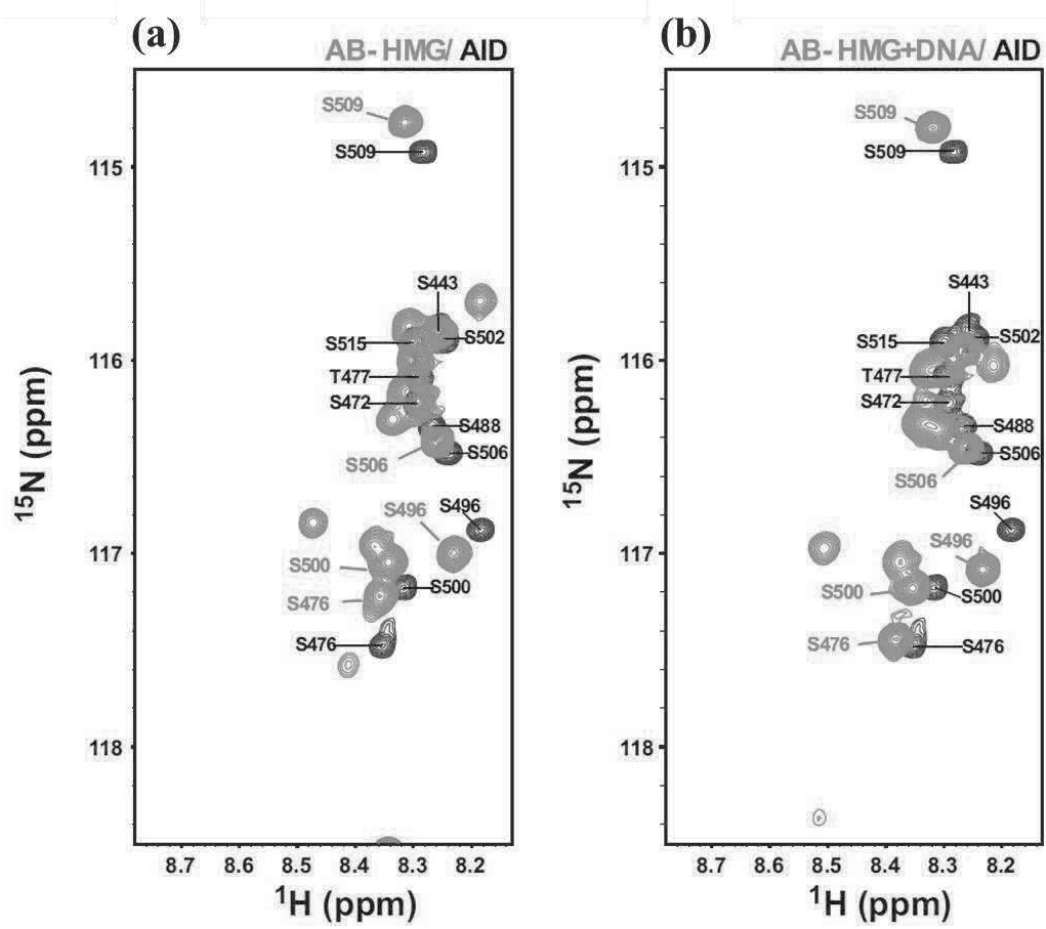 (a)
AB- HMG/ AID
S509
S509
115
S443
S515
S502
116
T477
S472
S488
S506
S506
S496
S496
117
S500
S500
S476
S476
118
8.7 8.6 8.5 8.4 8.3 8.2
¹H (ppm)
¹⁵N (ppm)
(b)
AB- HMG+DNA/ AID
S509
S509
115
S443
S515
S502
116
T477
S472
S488
S506
S506
S496
S496
117
S500
S500
S476
S476
118
8.7 8.6 8.5 8.4 8.3 8.2
¹H (ppm)
¹⁵N (ppm)